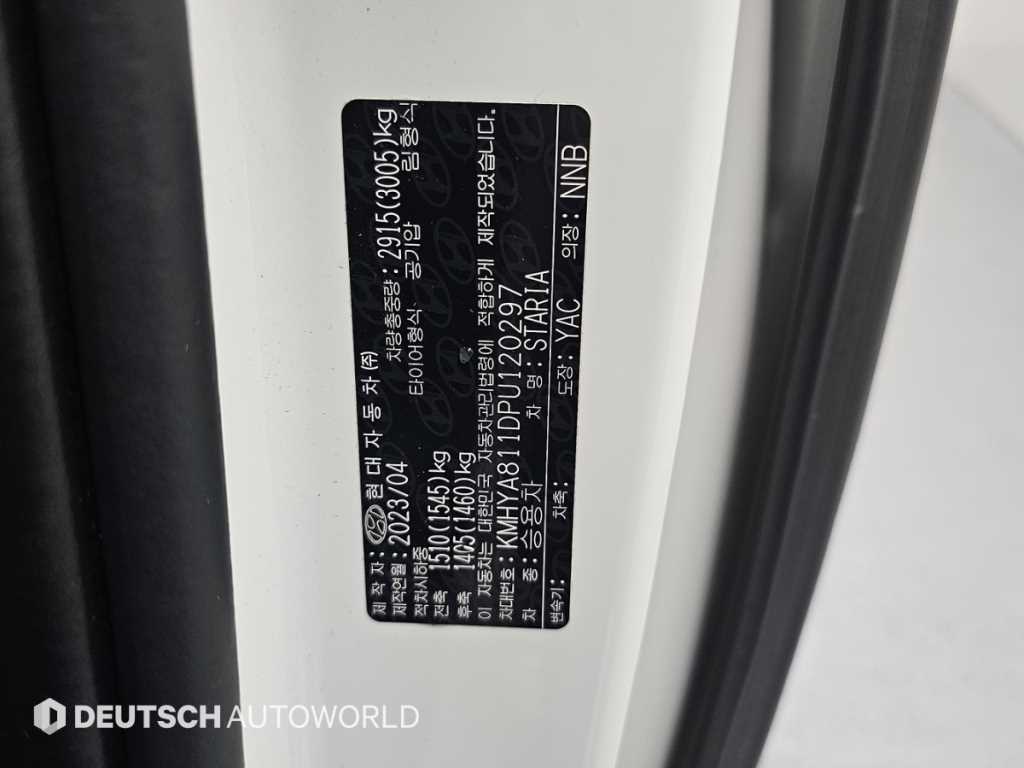 제 작 자: 현대자동차(주)
제작연월: 2023/04 차량총중량: 2915(3005)kg
적차시하중 타이어형식, 공기압 림형식
전축 1510(1545)kg
후축 1405(1460)kg
이 자동차는 대한민국 자동차관리법령에 적합하게 제작되었습니다.
차대번호: KMHYA811DPU120297
차 종: 승용차 차 명: STARIA
변속기: 차축: 도장: YAC 의장: NNB
DEUTSCH AUTOWORLD